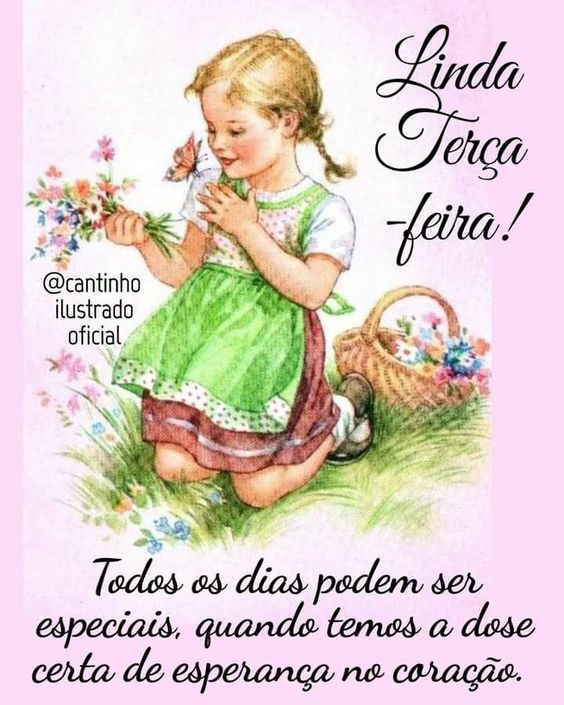 Linda
Terça
-feira!
@cantinho
ilustrado
oficial
Todos os dias podem ser
especiais, quando temos a dose
certa de esperança no coração.